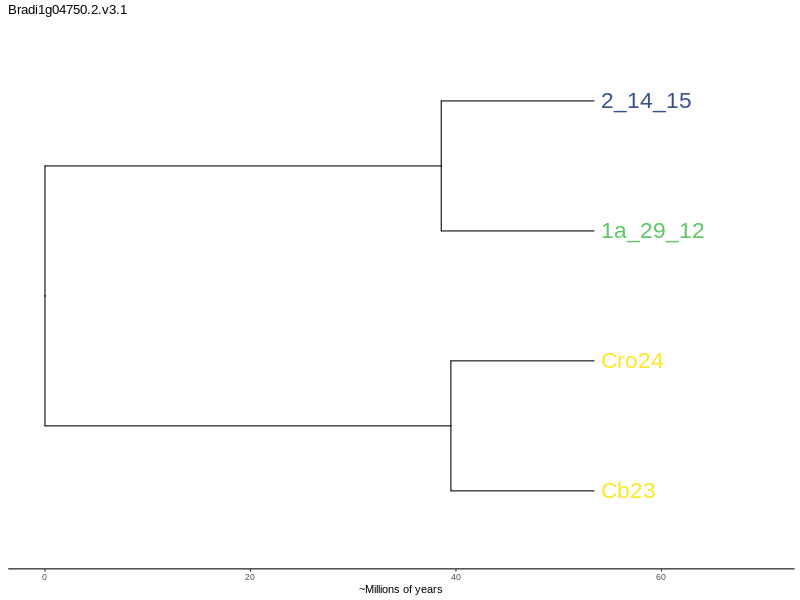 Bradi1g04750.2.v3.1
2_14_15
1a_29_12
Cro24
Cb23
0 20 40 60
~Millions of years